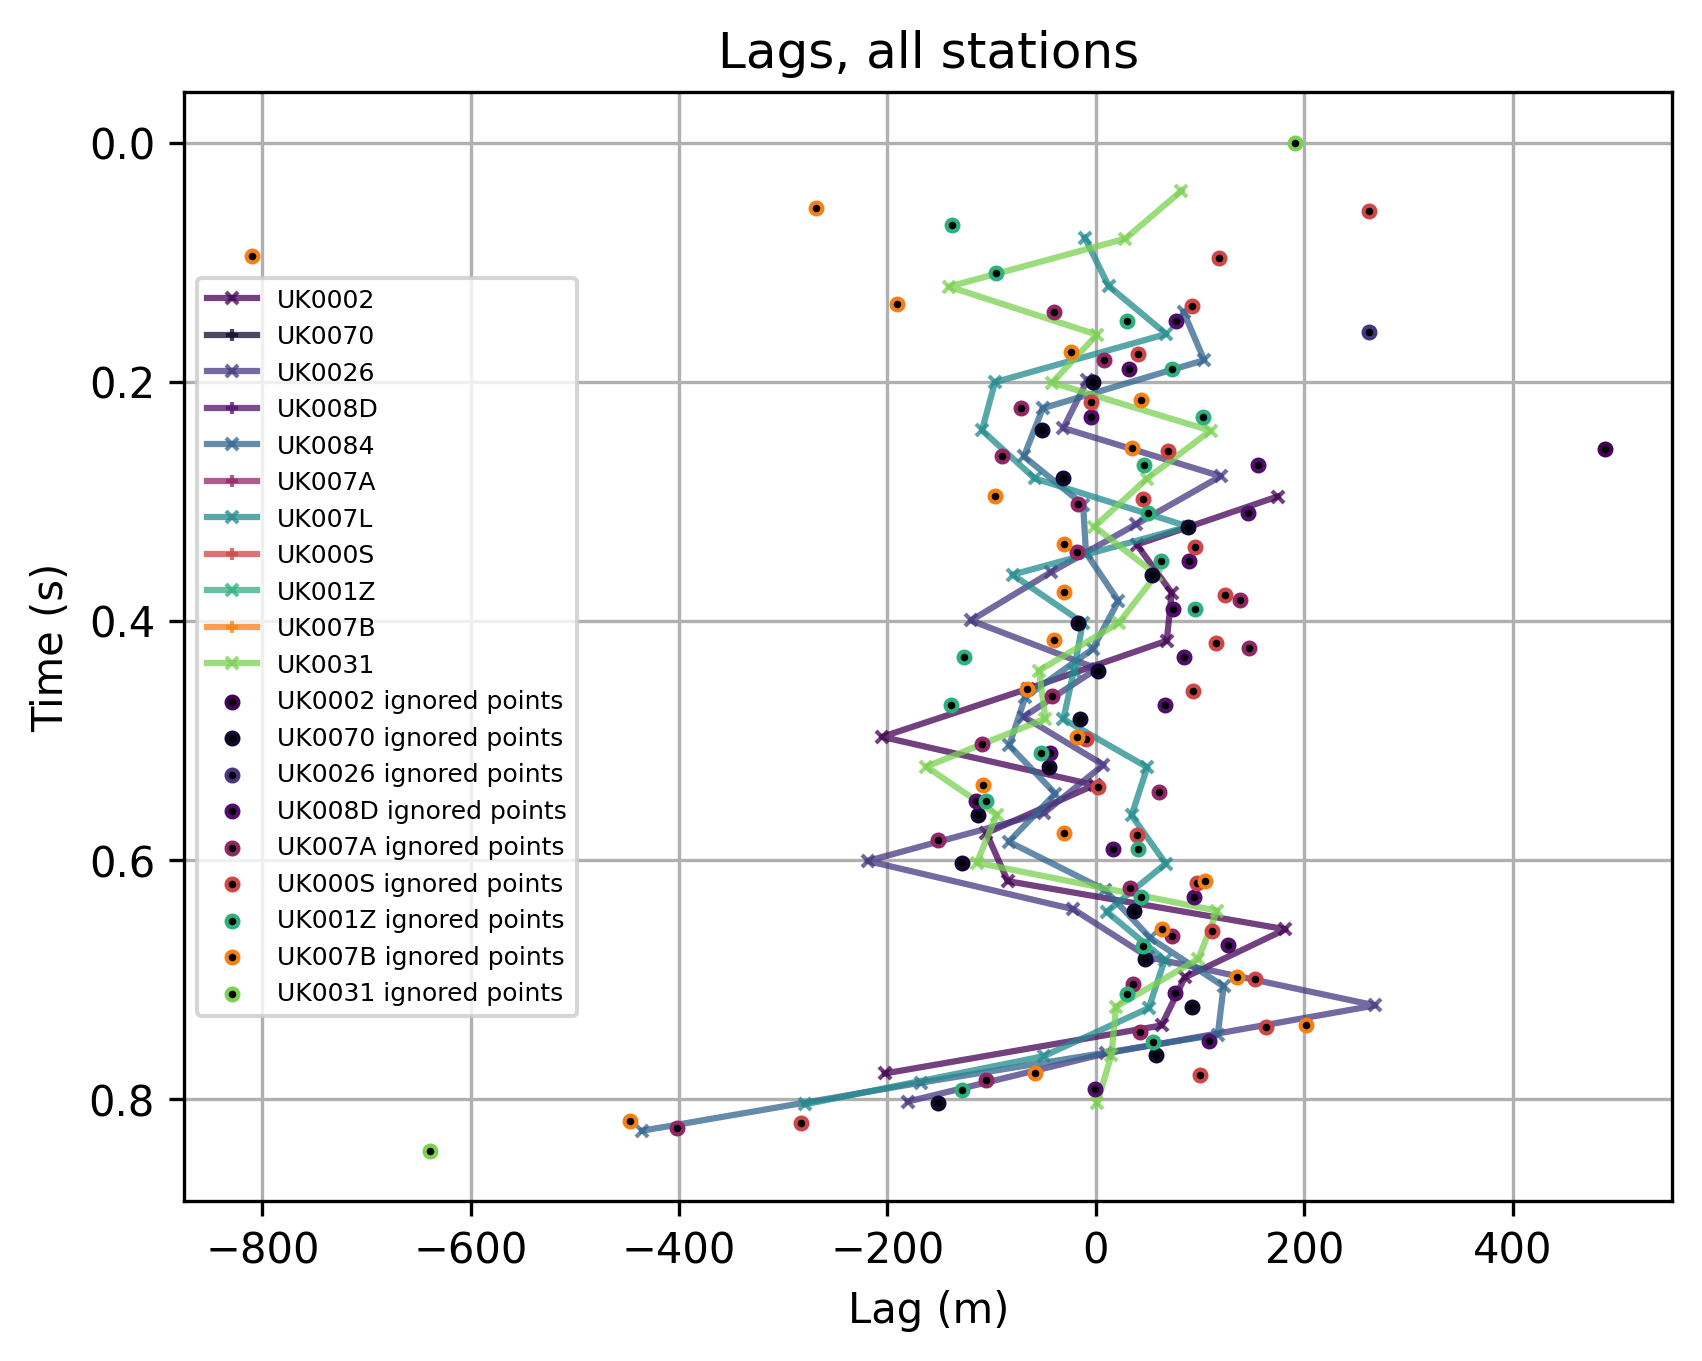 Lags, all stations
0.0
0.2
0.4
0.6
0.8
Time (s)
UK0002
UK0070
UK0026
UK008D
UK0084
UK007A
UK007L
UK000S
UK001Z
UK007B
UK0031
UK0002 ignored points
UK0070 ignored points
UK0026 ignored points
UK008D ignored points
UK007A ignored points
UK000S ignored points
UK001Z ignored points
UK007B ignored points
UK0031 ignored points
−800 −600 −400 −200 0 200 400
Lag (m)